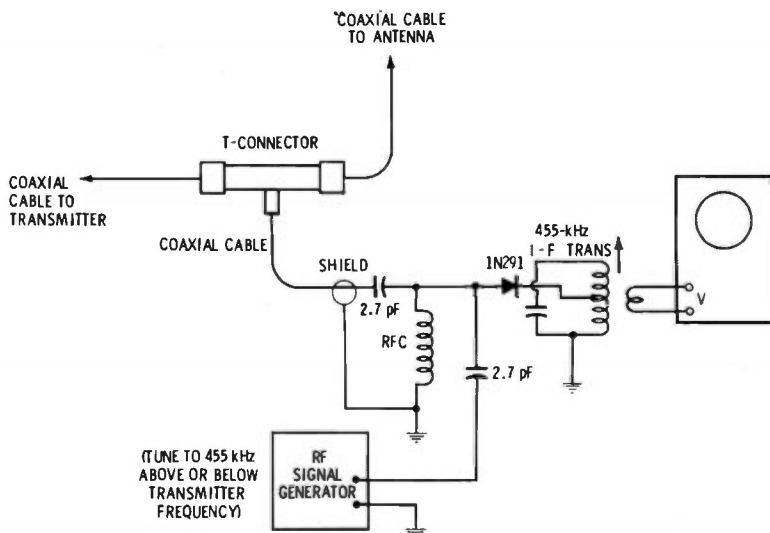 COAXIAL CABLE
TO ANTENNA
T-CONNECTOR
COAXIAL
CABLE TO
TRANSMITTER
COAXIAL CABLE
SHIELD
2.7 pF
RFC
1N291
455-kHz
I-F TRANS
V
2.7 pF
(TUNE TO 455 kHz
ABOVE OR BELOW
TRANSMITTER
FREQUENCY)
RF
SIGNAL
GENERATOR